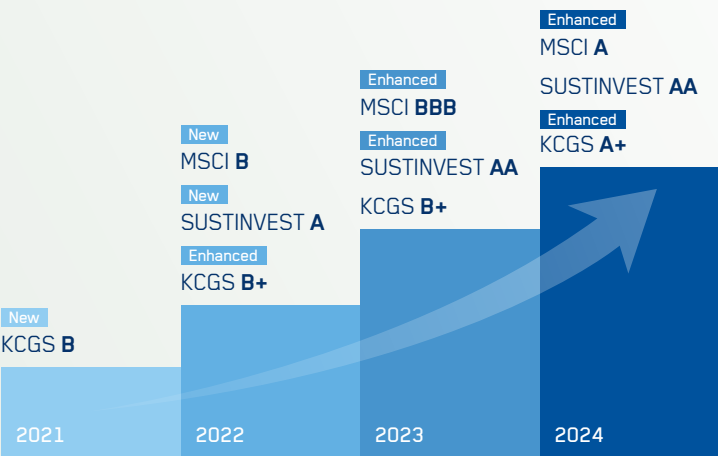 New
KCGS B
2021
New
MSCI B
New
SUSTINVEST A
Enhanced
KCGS B+
2022
Enhanced
MSCI BBB
Enhanced
SUSTINVEST AA
KCGS B+
2023
Enhanced
MSCI A
SUSTINVEST AA
Enhanced
KCGS A+
2024